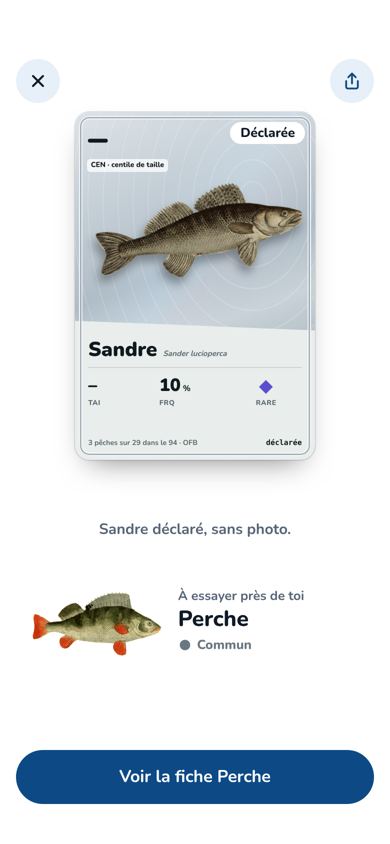 Déclarée
–
CEN · centile de taille
Sandre Sander lucioperca
– 10 % ◆
TAI FRQ RARE
3 pêches sur 29 dans le 94 · OFB déclarée
Sandre déclaré, sans photo.
À essayer près de toi
Perche
Commun
Voir la fiche Perche